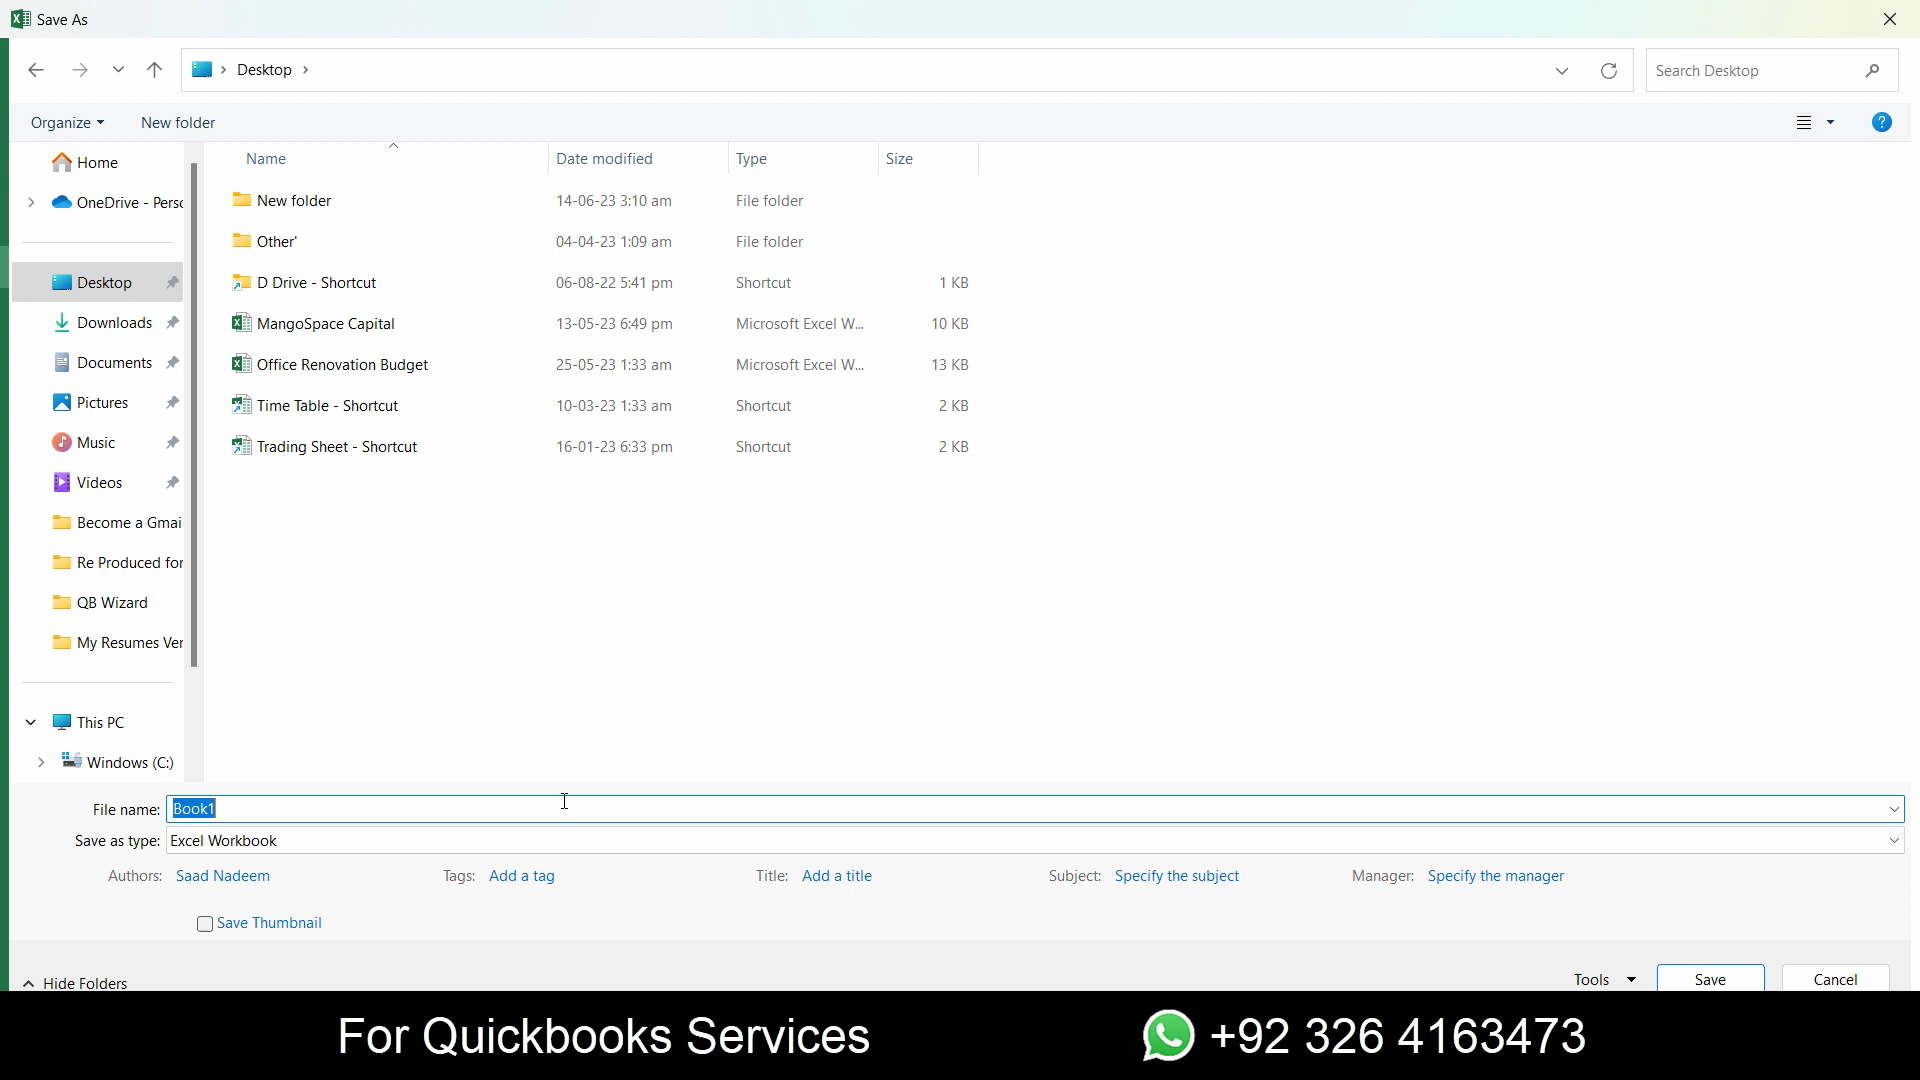 Save As
Desktop
Search Desktop
Organize
New folder
Name
Date modified
Type
Size
Home
OneDrive - Perso
Desktop
Downloads
Documents
Pictures
Music
Videos
Become a Gmai
Re Produced for
QB Wizard
My Resumes Ver
This PC
Windows (C:)
New folder 14-06-23 3:10 am File folder
Other' 04-04-23 1:09 am File folder
D Drive - Shortcut 06-08-22 5:41 pm Shortcut 1 KB
MangoSpace Capital 13-05-23 6:49 pm Microsoft Excel W... 10 KB
Office Renovation Budget 25-05-23 1:33 am Microsoft Excel W... 13 KB
Time Table - Shortcut 10-03-23 1:33 am Shortcut 2 KB
Trading Sheet - Shortcut 16-01-23 6:33 pm Shortcut 2 KB
File name: Book1
Save as type: Excel Workbook
Authors: Saad Nadeem Tags: Add a tag Title: Add a title Subject: Specify the subject Manager: Specify the manager
Save Thumbnail
Hide Folders Tools Save Cancel
For Quickbooks Services +92 326 4163473